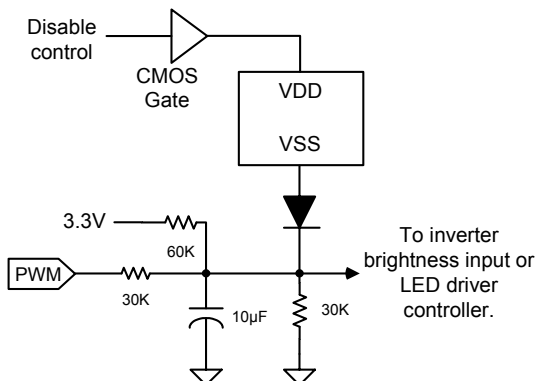 Disable
control
CMOS
Gate
VDD
VSS
3.3V
60K
PWM
30K
10µF
30K
To inverter
brightness input or
LED driver
controller.